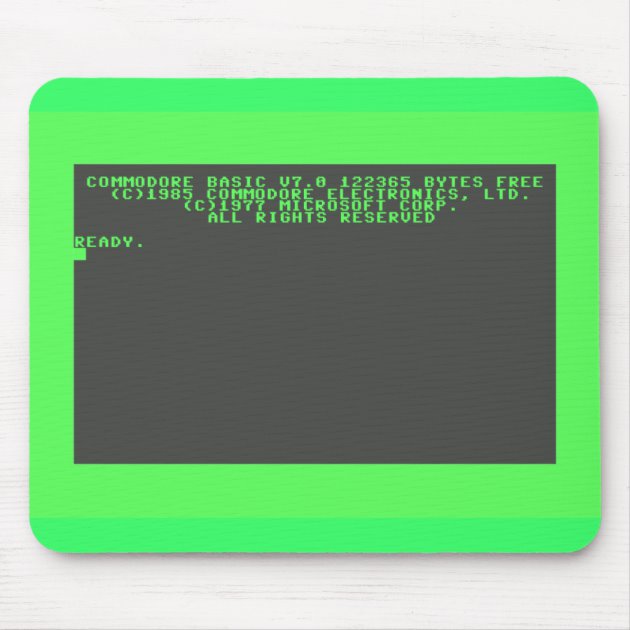 COMMODORE BASIC V7.0 122365 BYTES FREE
(C)1985 COMMODORE ELECTRONICS, LTD.
(C)1977 MICROSOFT CORP.
ALL RIGHTS RESERVED
READY.